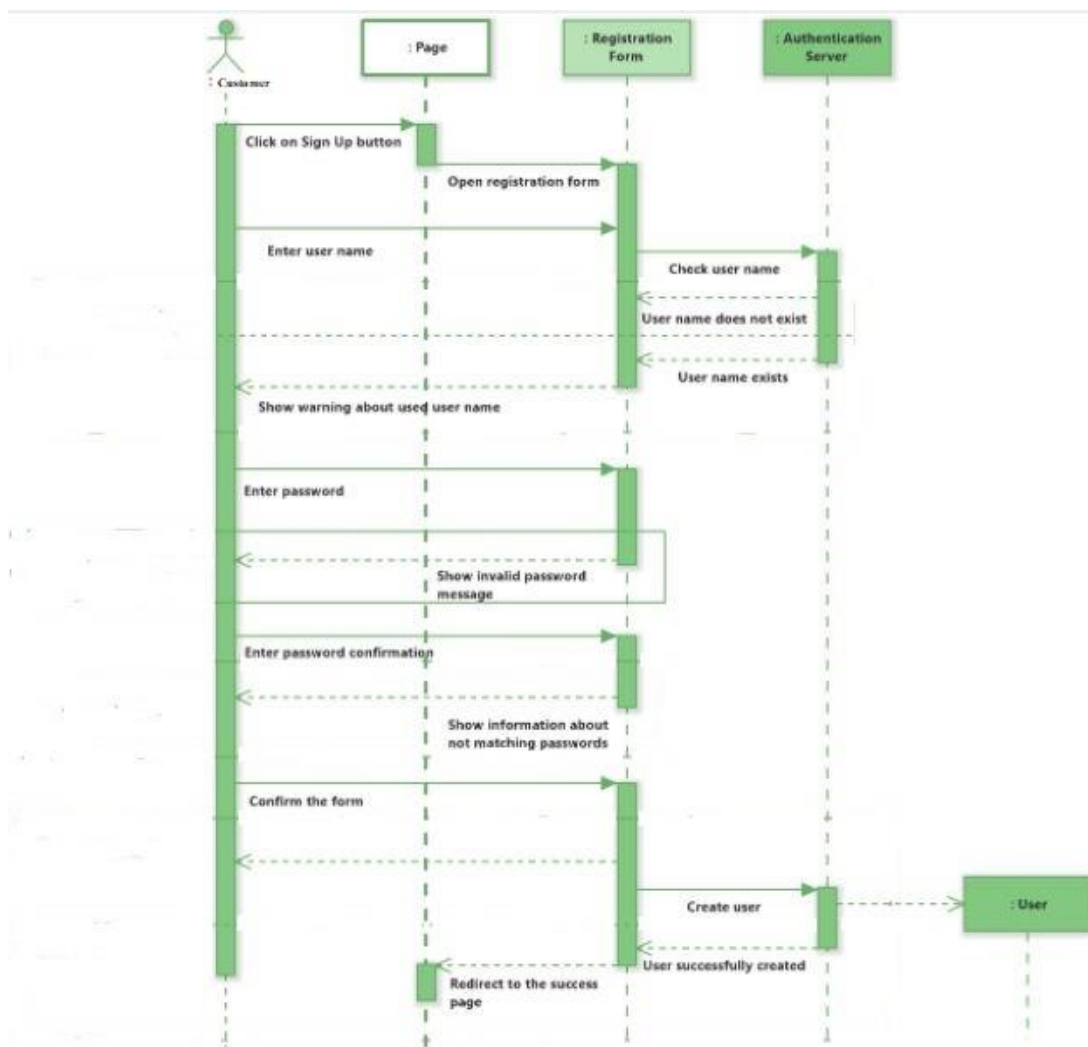 : Page
: Registration
Form
: Authentication
Server
: Customer
Click on Sign Up button
Open registration form
Enter user name
Check user name
User name does not exist
User name exists
Show warning about used user name
Enter password
Show invalid password
message
Enter password confirmation
Show information about
not matching passwords
Confirm the form
Create user
: User
User successfully created
Redirect to the success
page